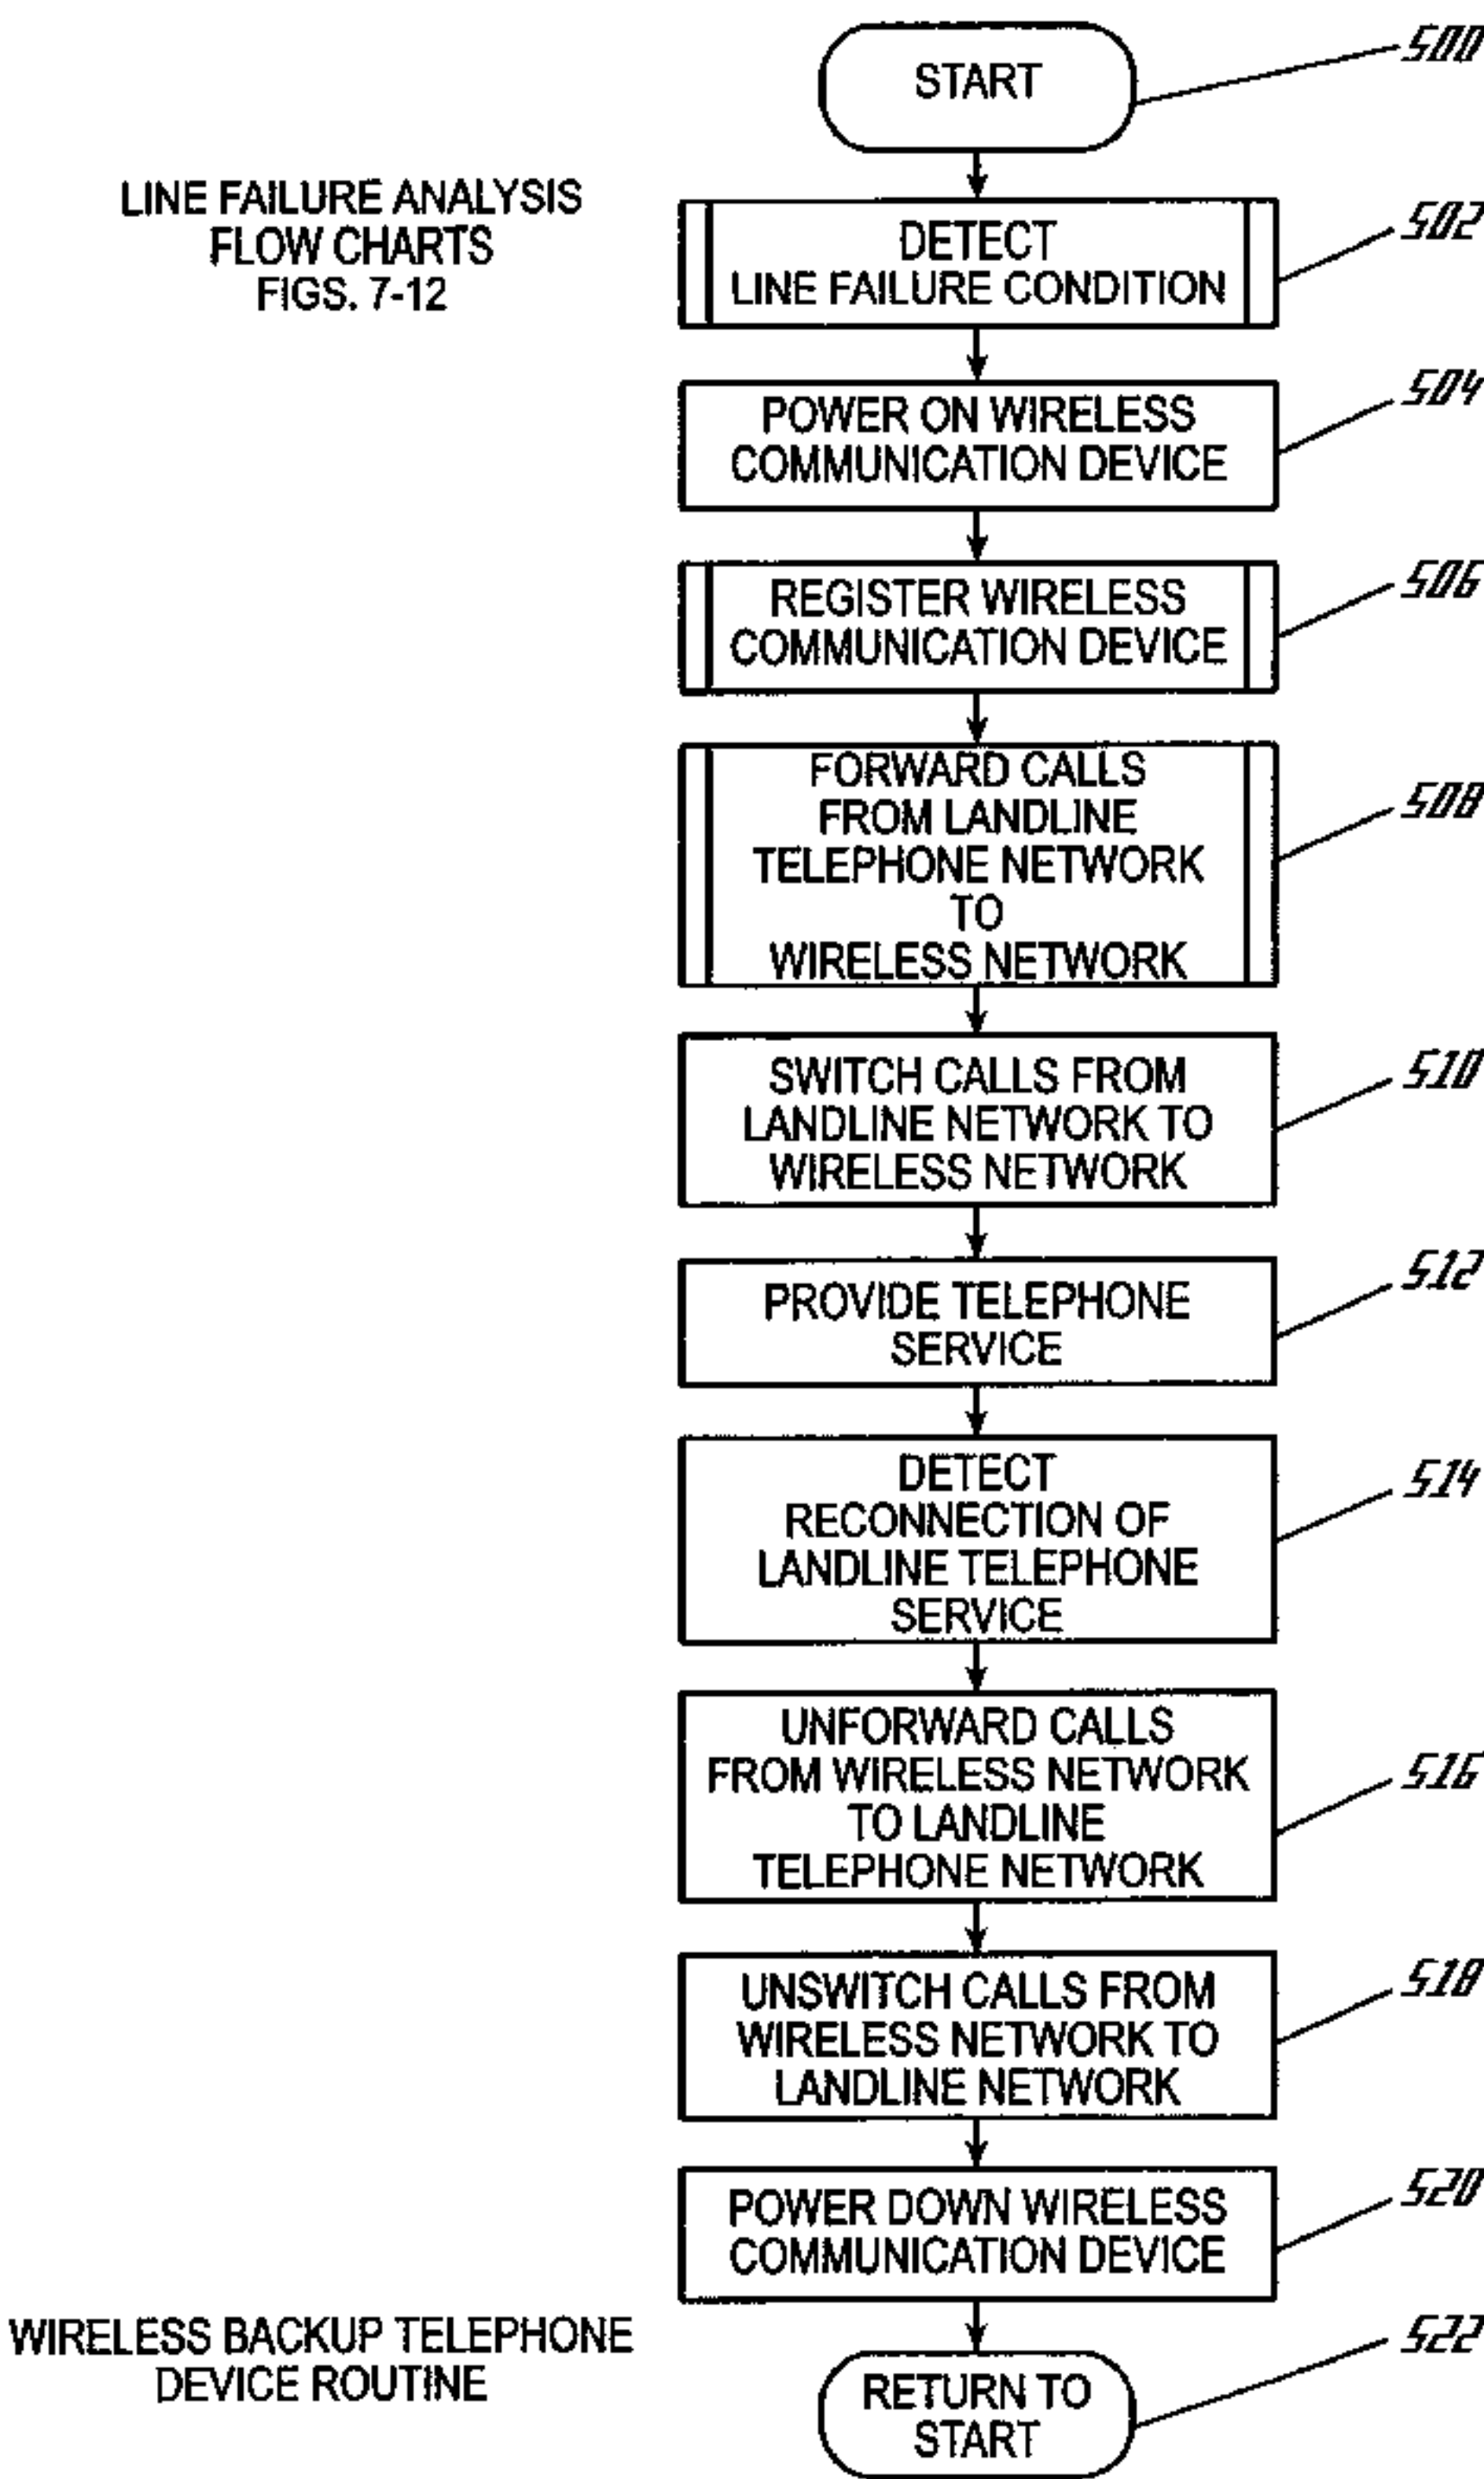 START
500
LINE FAILURE ANALYSIS
FLOW CHARTS
FIGS. 7-12
DETECT
LINE FAILURE CONDITION
502
POWER ON WIRELESS
COMMUNICATION DEVICE
504
REGISTER WIRELESS
COMMUNICATION DEVICE
506
FORWARD CALLS
FROM LANDLINE
TELEPHONE NETWORK
TO
WIRELESS NETWORK
508
SWITCH CALLS FROM
LANDLINE NETWORK TO
WIRELESS NETWORK
510
PROVIDE TELEPHONE
SERVICE
512
DETECT
RECONNECTION OF
LANDLINE TELEPHONE
SERVICE
514
UNFORWARD CALLS
FROM WIRELESS NETWORK
TO LANDLINE
TELEPHONE NETWORK
516
UNSWITCH CALLS FROM
WIRELESS NETWORK TO
LANDLINE NETWORK
518
POWER DOWN WIRELESS
COMMUNICATION DEVICE
520
WIRELESS BACKUP TELEPHONE
DEVICE ROUTINE
RETURN TO
START
522